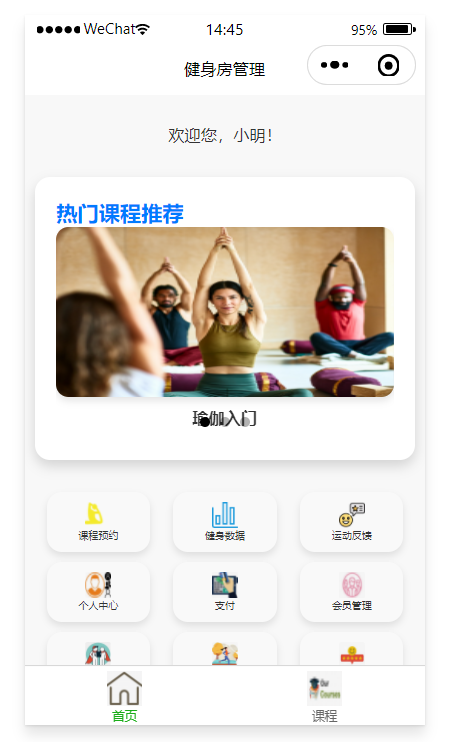 WeChat 14:45 95%
健身房管理
欢迎您，小明！
热门课程推荐
瑜伽入门
课程预约 健身数据 运动反馈
个人中心 支付 会员管理
Our
Courses
首页 课程